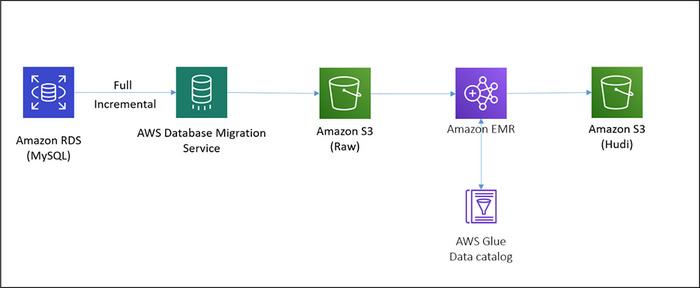 Full
Incremental
Amazon RDS
(MySQL)
AWS Database Migration
Service
Amazon S3
(Raw)
Amazon EMR
Amazon S3
(Hudi)
AWS Glue
Data catalog